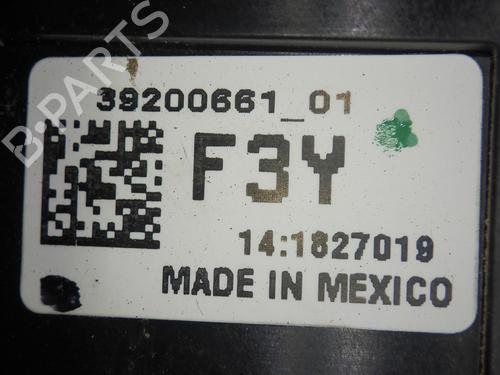 B-PARTS
39200661_01
F3Y
14:1827019
MADE IN MEXICO